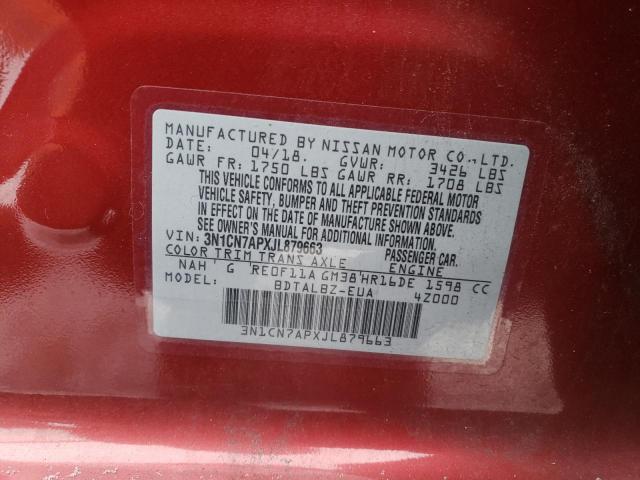 MANUFACTURED BY NISSAN MOTOR CO., LTD.
DATE: 04/18. GVWR: 3426 LBS
GAWR FR: 1750 LBS GAWR RR: 1708 LBS
THIS VEHICLE CONFORMS TO ALL APPLICABLE FEDERAL MOTOR
VEHICLE SAFETY, BUMPER, AND THEFT PREVENTION STANDARDS
IN EFFECT ON THE DATE OF MANUFACTURE SHOWN ABOVE.
SEE OWNER'S MANUAL FOR ADDITIONAL INFORMATION.
VIN: 3N1CN7APXJL879663 PASSENGER CAR.
COLOR TRIM TRANS AXLE ENGINE
NAH G RE0F11A GM38 HR16DE 1598 CC
MODEL: BDTALBZ-EUA 4Z000
3N1CN7APXJL879663